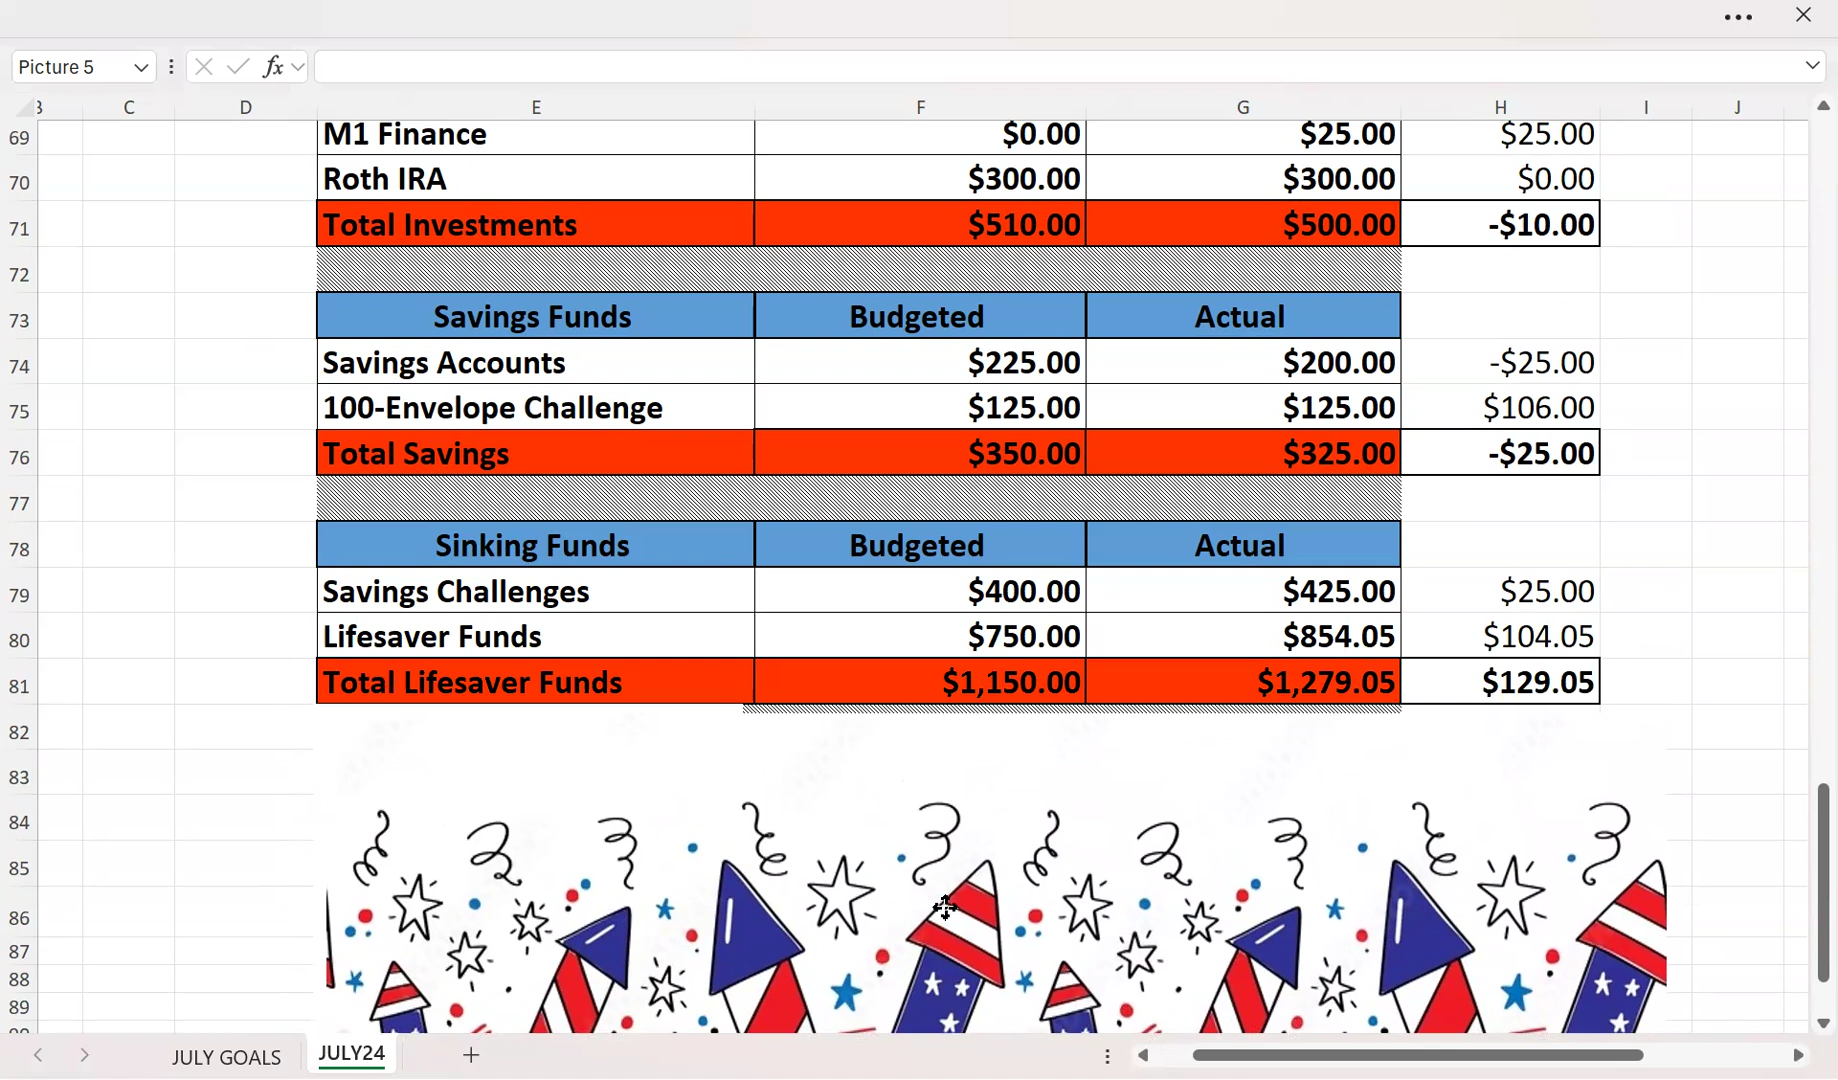 Picture 5 fx
B C D E F G H I J
69 M1 Finance $0.00 $25.00 $25.00
70 Roth IRA $300.00 $300.00 $0.00
71 Total Investments $510.00 $500.00 -$10.00
72
73 Savings Funds Budgeted Actual
74 Savings Accounts $225.00 $200.00 -$25.00
75 100-Envelope Challenge $125.00 $125.00 $106.00
76 Total Savings $350.00 $325.00 -$25.00
77
78 Sinking Funds Budgeted Actual
79 Savings Challenges $400.00 $425.00 $25.00
80 Lifesaver Funds $750.00 $854.05 $104.05
81 Total Lifesaver Funds $1,150.00 $1,279.05 $129.05
82
83
84
85
86
87
88
89
JULY GOALS JULY24